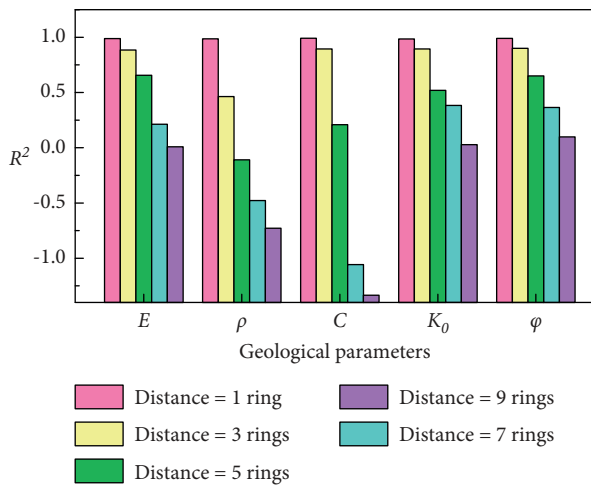 1.0
0.5
0.0
-0.5
-1.0
R²
E ρ C K₀ φ
Geological parameters
Distance = 1 ring Distance = 9 rings
Distance = 3 rings Distance = 7 rings
Distance = 5 rings